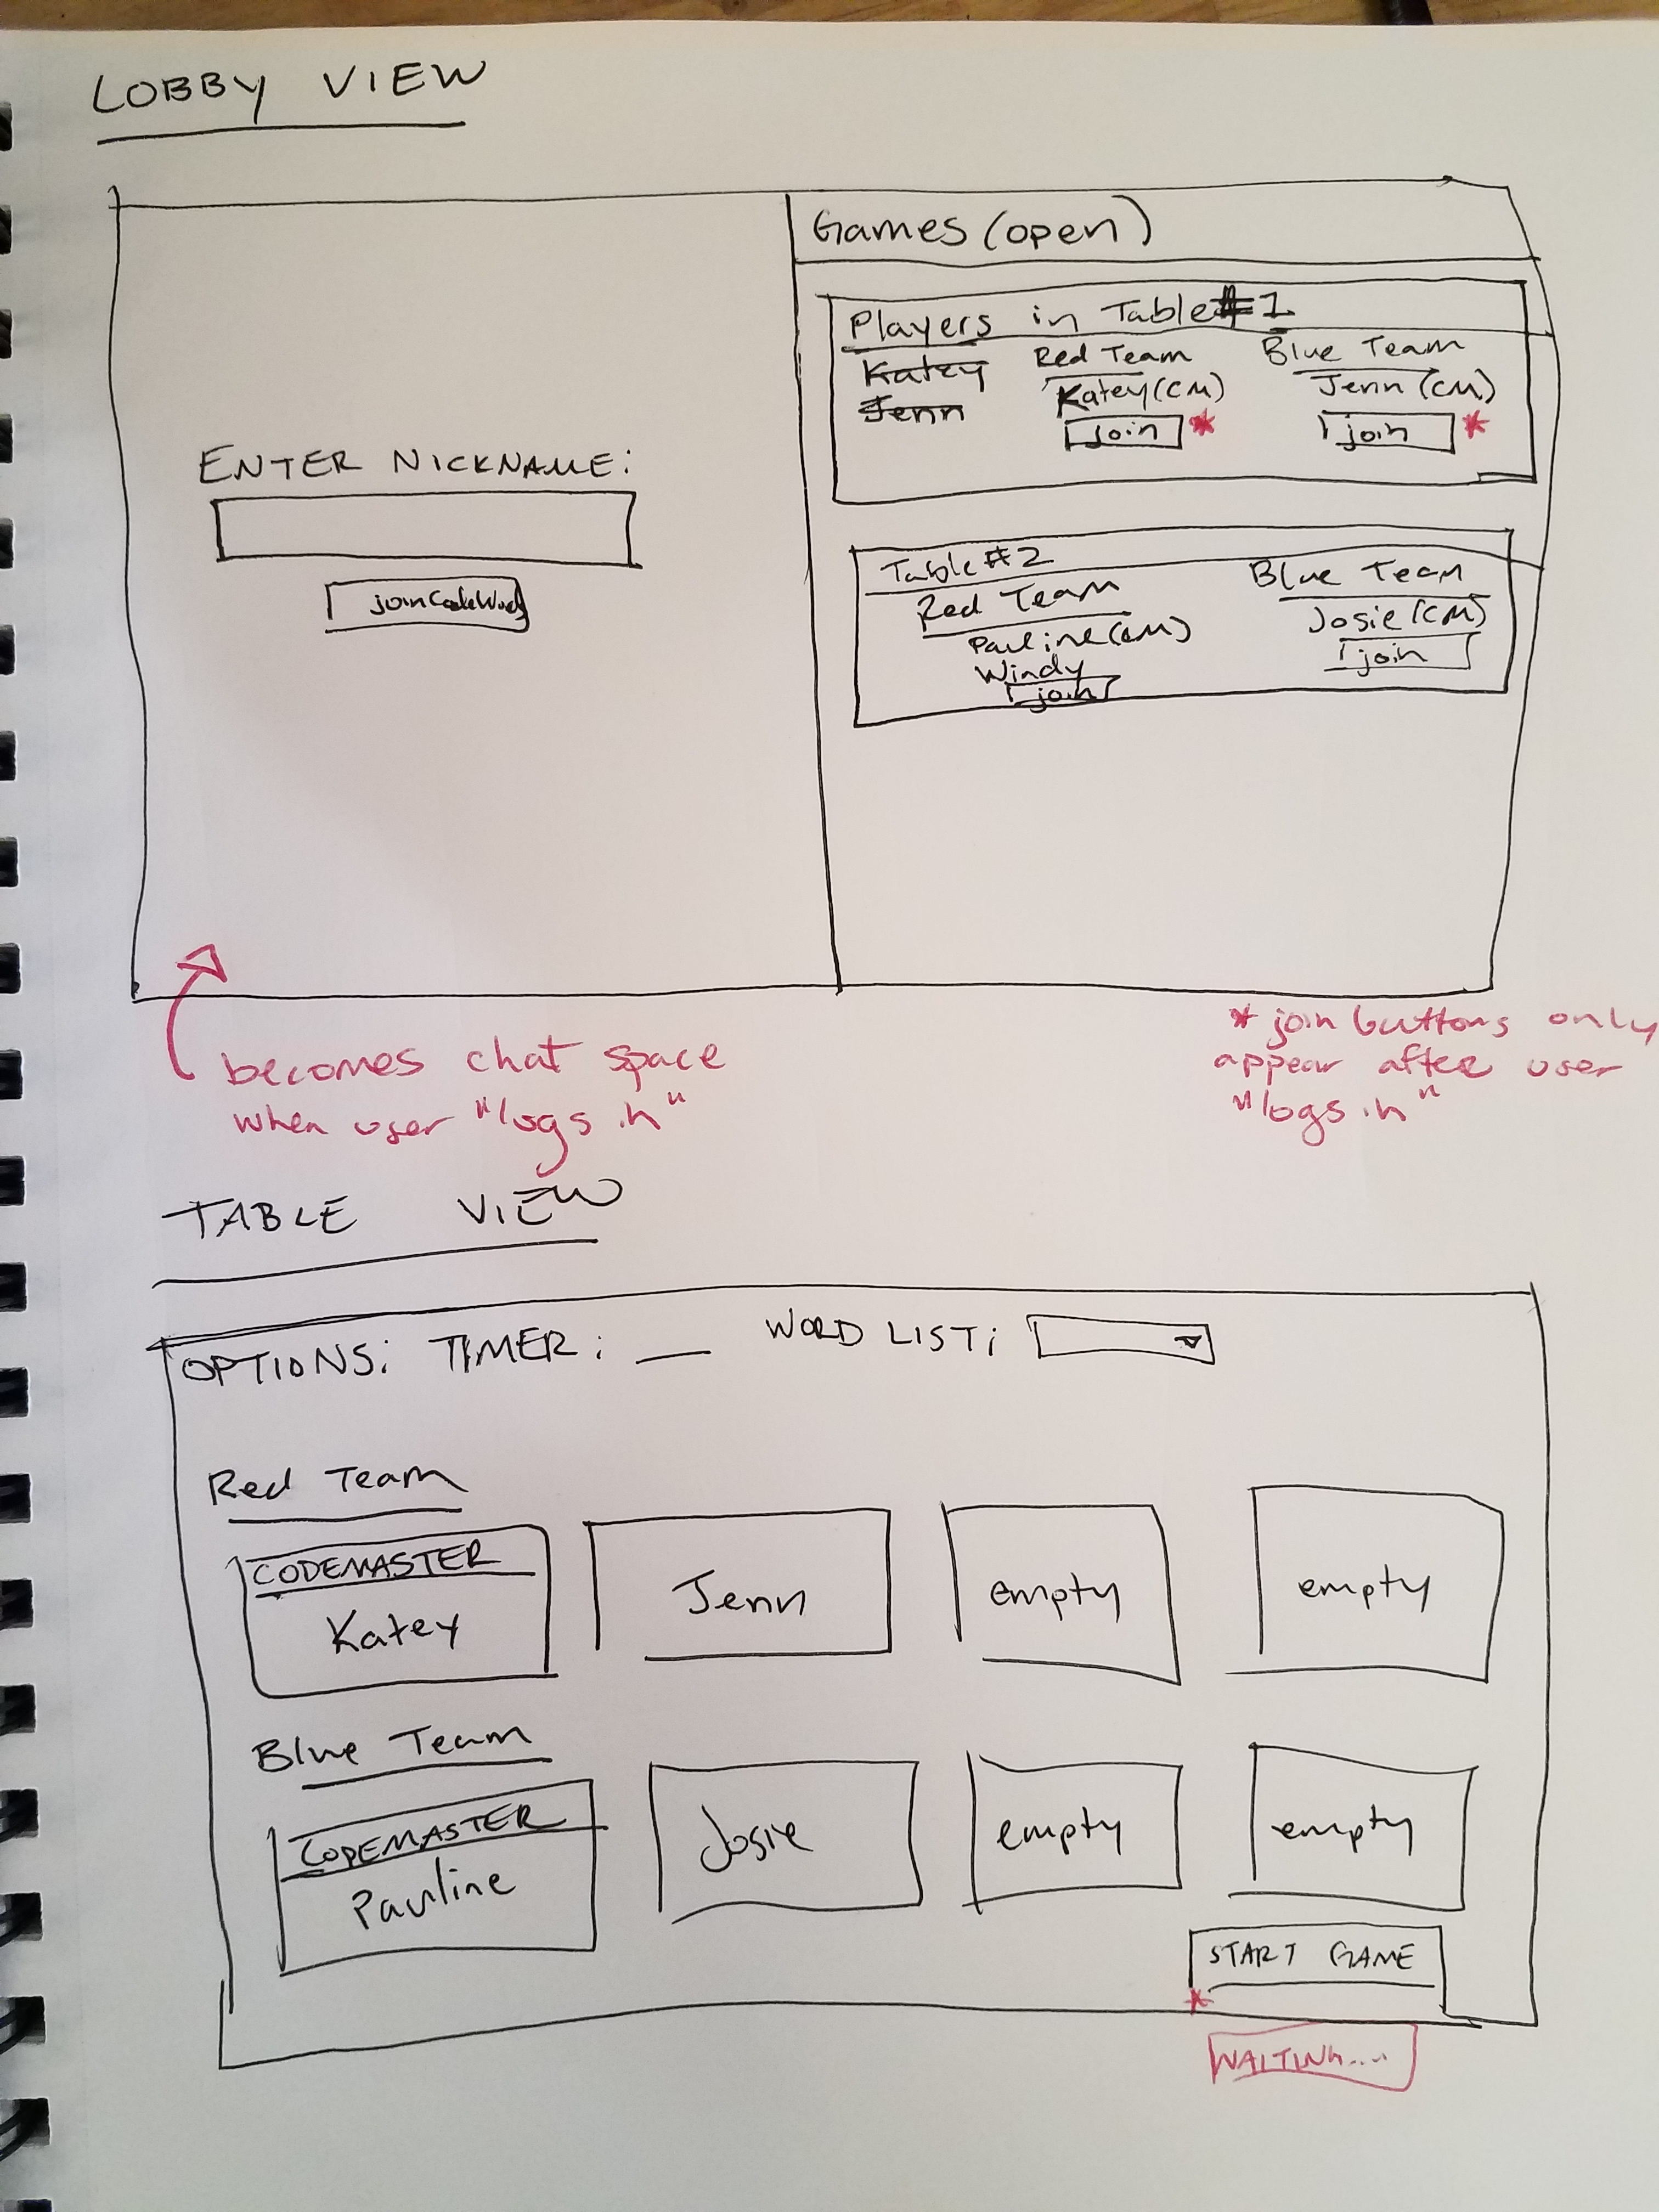 LOBBY VIEW
ENTER NICKNAME:
joinCodeWords
Games (open)
Players in Table #1
Katey
Jenn
Red Team
Katey (CM)
join *
Blue Team
Jenn (CM)
join *
Table #2
Red Team
Pauline (CM)
Windy
join
Blue Team
Josie (CM)
join
becomes chat space
when user "logs in"
* join buttons only
appear after user
"logs in"
TABLE VIEW
OPTIONS: TIMER: __ WORD LIST:
Red Team
CODEMASTER
Katey
Jenn
empty
empty
Blue Team
CODEMASTER
Pauline
Josie
empty
empty
START GAME
*
WAITING...